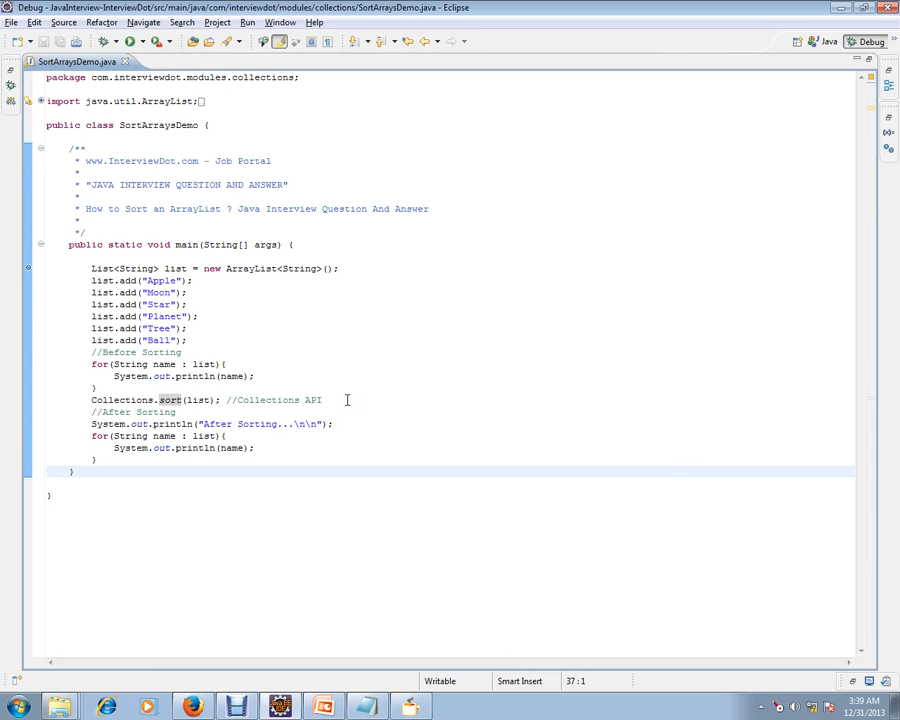 Debug - JavaInterview-InterviewDot/src/main/java/com/interviewdot/modules/collections/SortArraysDemo.java - Eclipse
File Edit Source Refactor Navigate Search Project Run Window Help
Java Debug
SortArraysDemo.java
package com.interviewdot.modules.collections;
import java.util.ArrayList;
public class SortArraysDemo {
/**
* www.InterviewDot.com - Job Portal
*
* "JAVA INTERVIEW QUESTION AND ANSWER"
*
* How to Sort an ArrayList ? Java Interview Question And Answer
*
*/
public static void main(String[] args) {
List<String> list = new ArrayList<String>();
list.add("Apple");
list.add("Moon");
list.add("Star");
list.add("Planet");
list.add("Tree");
list.add("Ball");
//Before Sorting
for(String name : list){
System.out.println(name);
}
Collections.sort(list); //Collections API
//After Sorting
System.out.println("After Sorting...\n\n");
for(String name : list){
System.out.println(name);
}
}
}
Writable Smart Insert 37 : 1
3:39 AM
12/31/2013